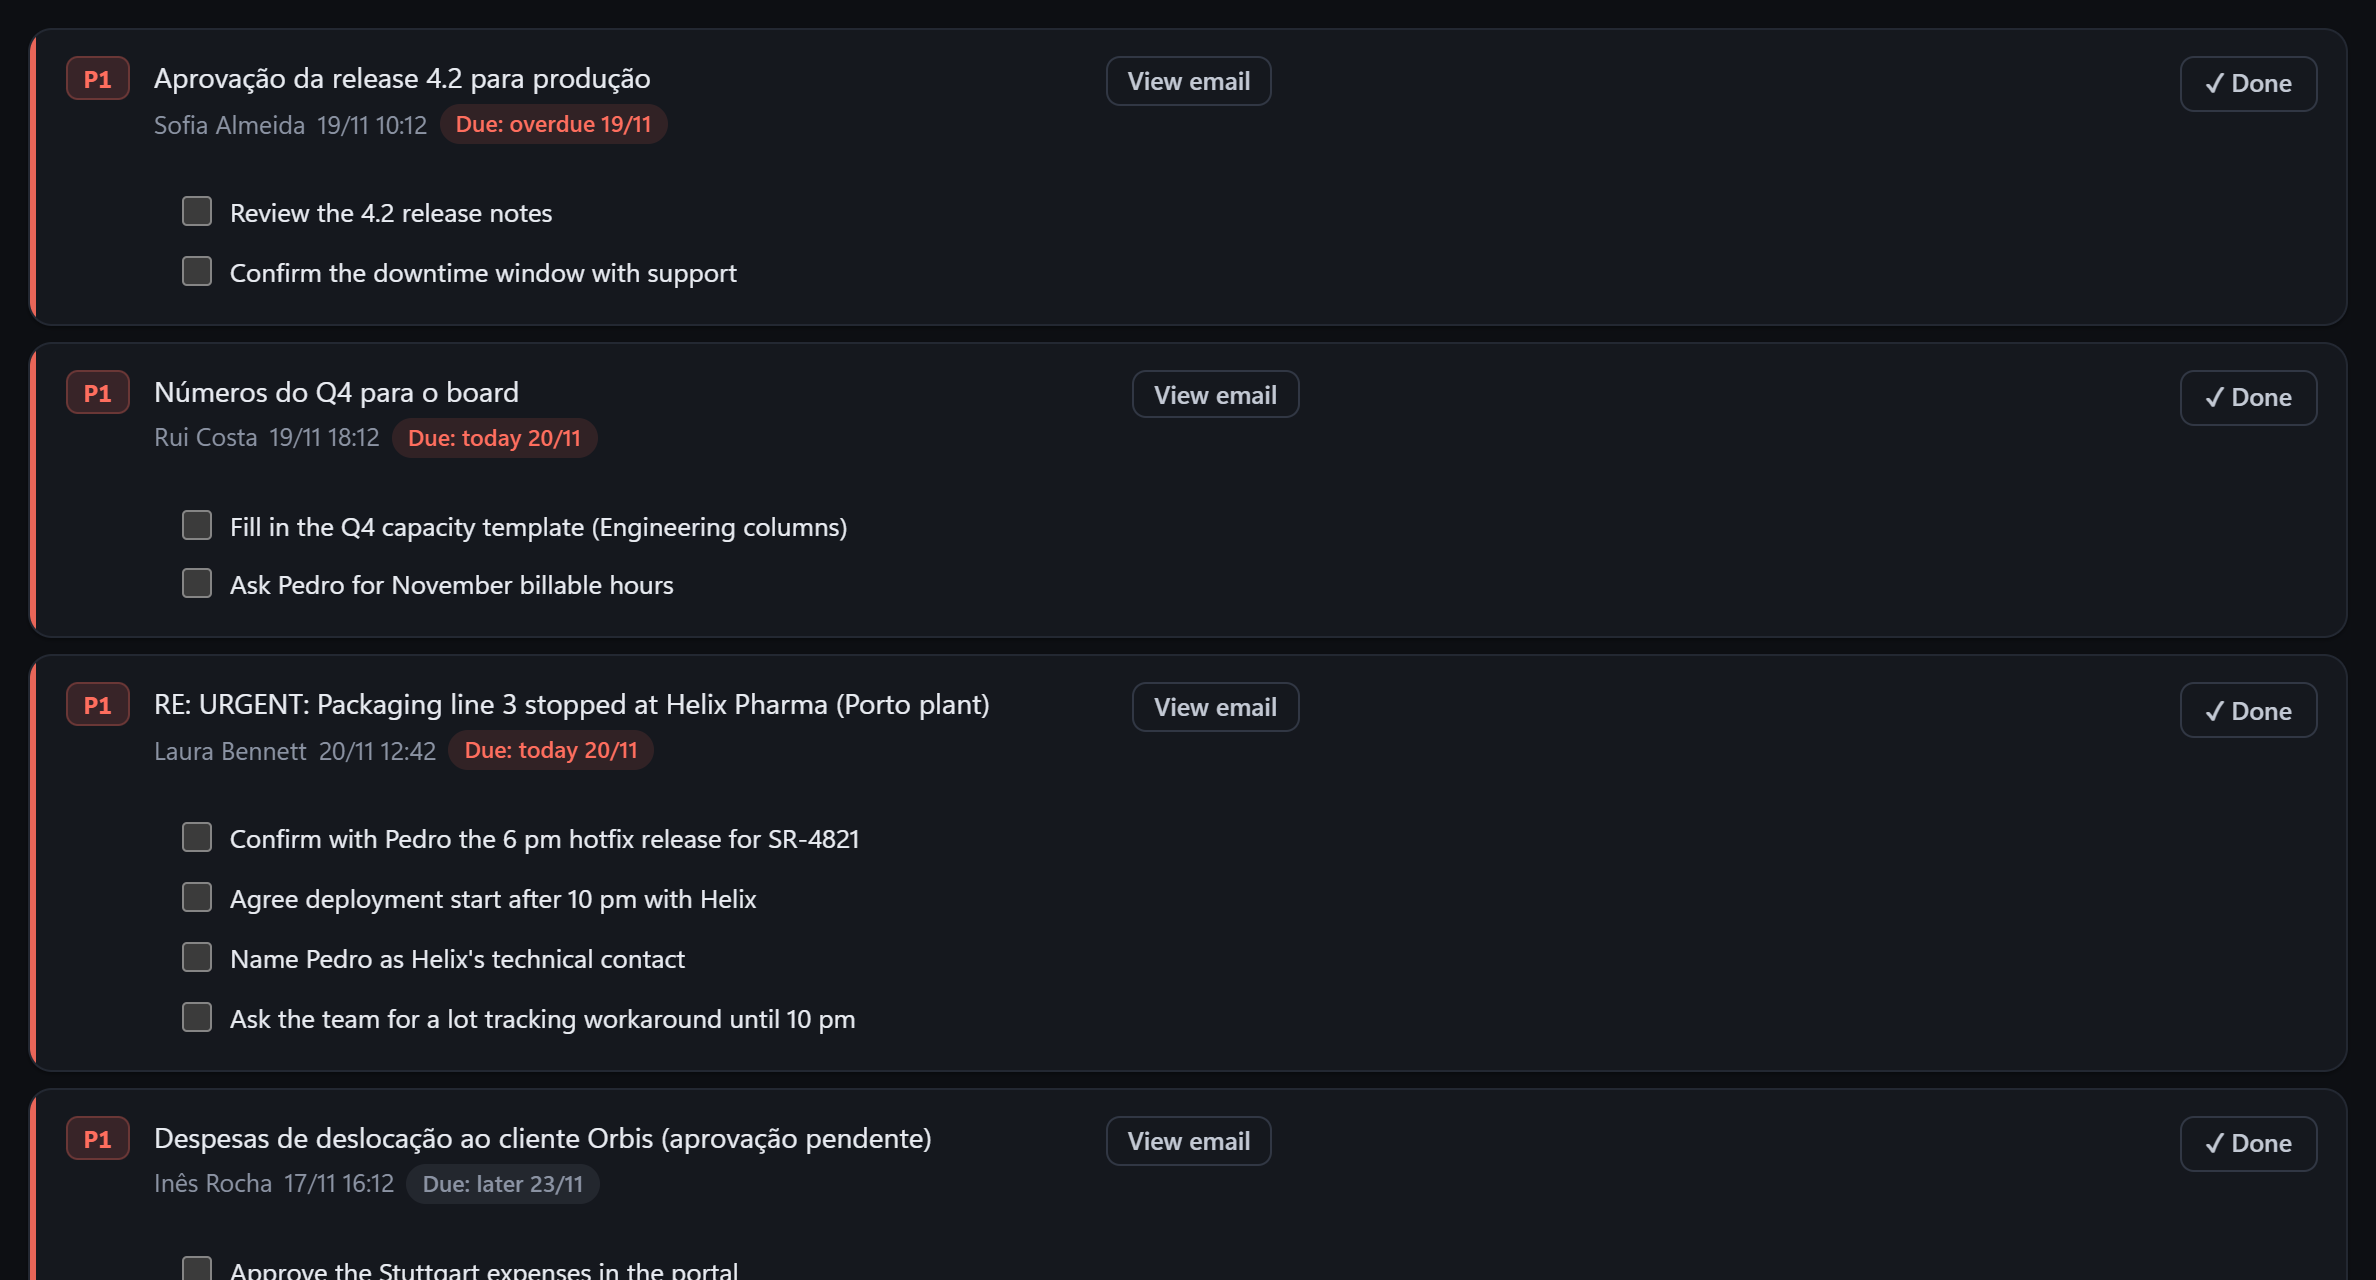 P1 Aprovação da release 4.2 para produção View email ✓ Done
Sofia Almeida 19/11 10:12 Due: overdue 19/11
Review the 4.2 release notes
Confirm the downtime window with support
P1 Números do Q4 para o board View email ✓ Done
Rui Costa 19/11 18:12 Due: today 20/11
Fill in the Q4 capacity template (Engineering columns)
Ask Pedro for November billable hours
P1 RE: URGENT: Packaging line 3 stopped at Helix Pharma (Porto plant) View email ✓ Done
Laura Bennett 20/11 12:42 Due: today 20/11
Confirm with Pedro the 6 pm hotfix release for SR-4821
Agree deployment start after 10 pm with Helix
Name Pedro as Helix's technical contact
Ask the team for a lot tracking workaround until 10 pm
P1 Despesas de deslocação ao cliente Orbis (aprovação pendente) View email ✓ Done
Inês Rocha 17/11 16:12 Due: later 23/11
Approve the Stuttgart expenses in the portal